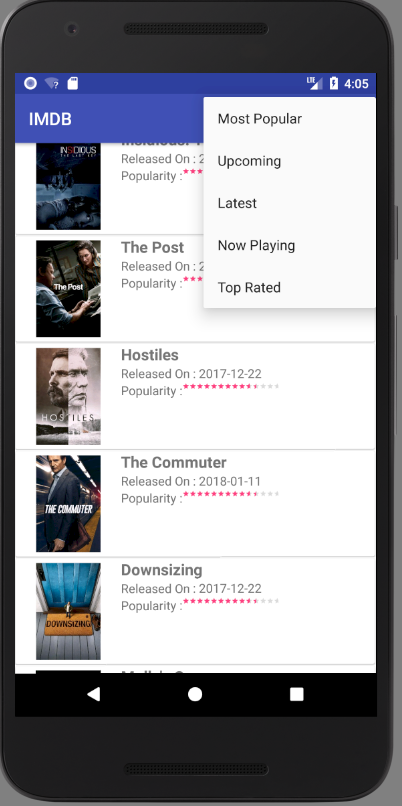 LTE
4:05
IMDB
Most Popular
Upcoming
Latest
Now Playing
Top Rated
INSIDIOUS
THE LAST KEY
Insidious: T
Released On : 2
Popularity :
The Post
The Post
Released On : 2
Popularity :
HOSTILES
Hostiles
Released On : 2017-12-22
Popularity :
THE COMMUTER
The Commuter
Released On : 2018-01-11
Popularity :
DOWNSIZING
Downsizing
Released On : 2017-12-22
Popularity :